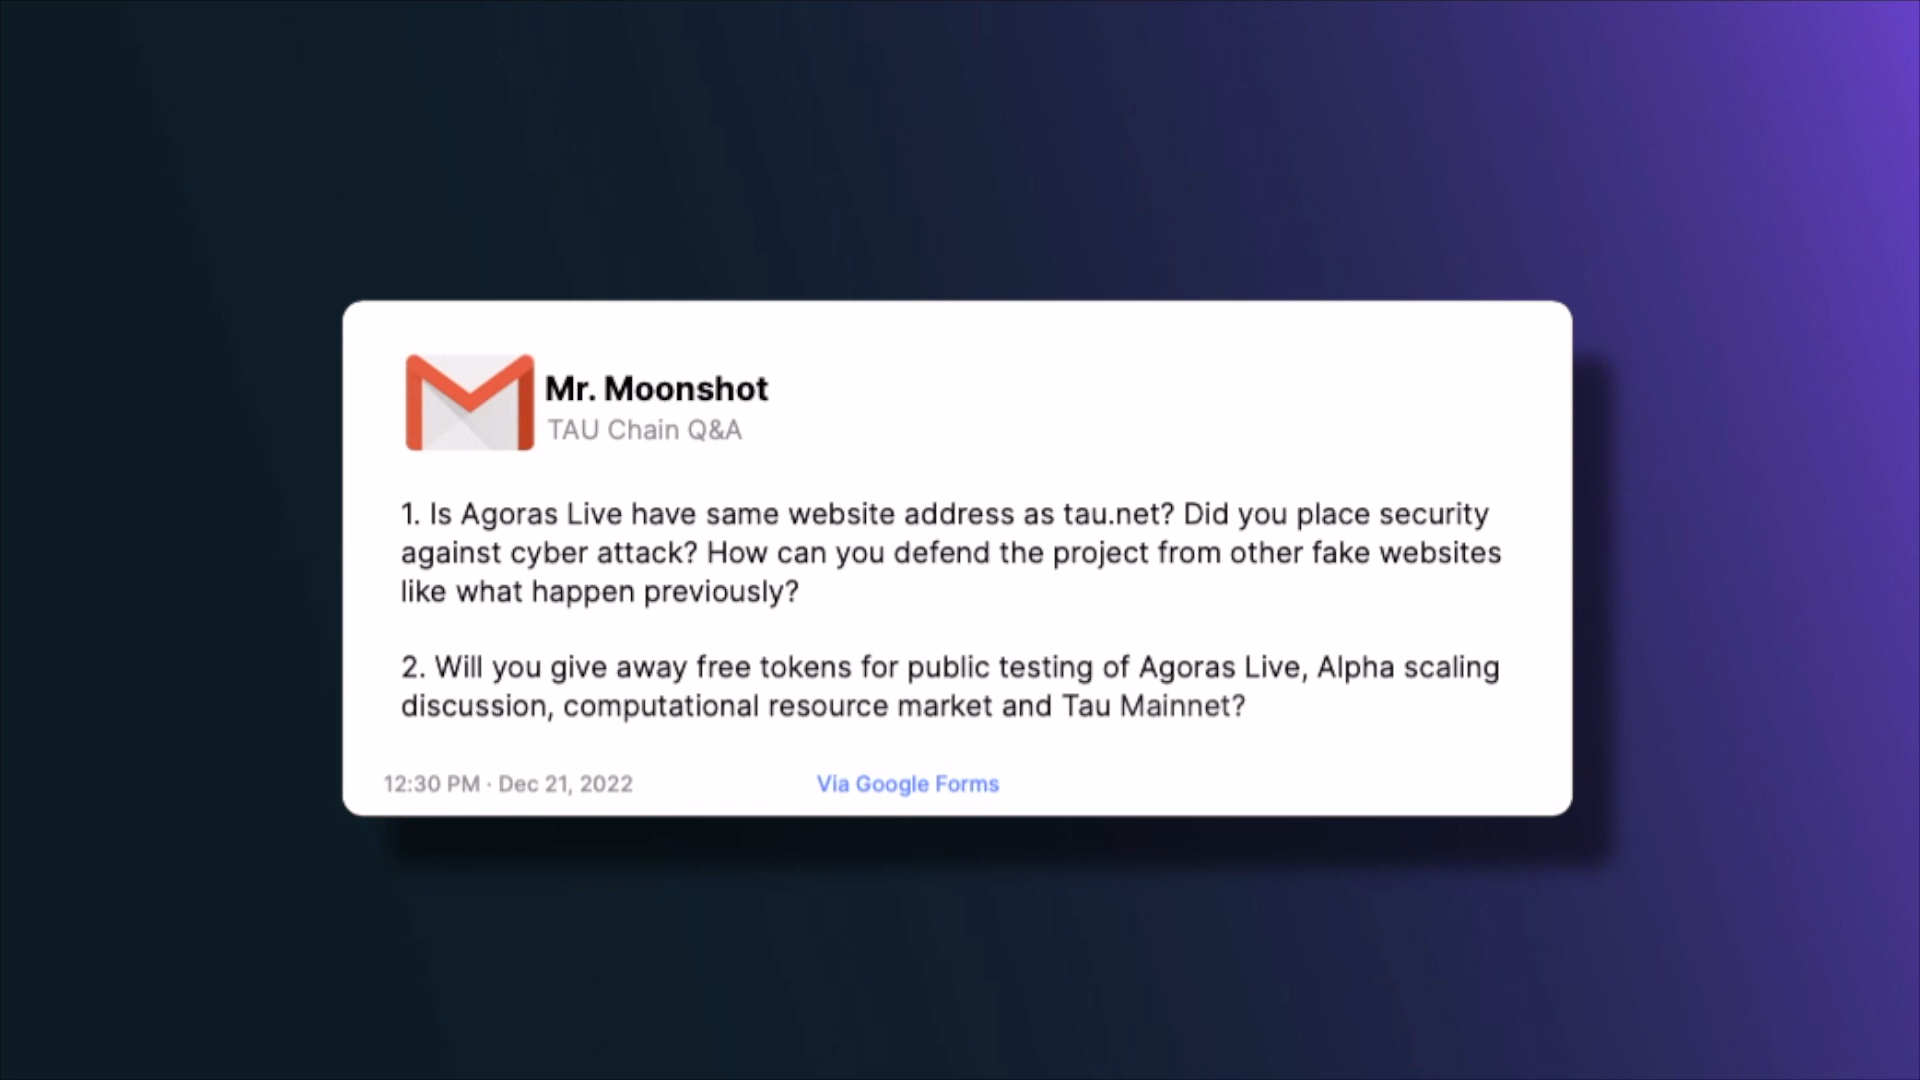 Mr. Moonshot
TAU Chain Q&A
1. Is Agoras Live have same website address as tau.net? Did you place security
against cyber attack? How can you defend the project from other fake websites
like what happen previously?
2. Will you give away free tokens for public testing of Agoras Live, Alpha scaling
discussion, computational resource market and Tau Mainnet?
12:30 PM · Dec 21, 2022 Via Google Forms